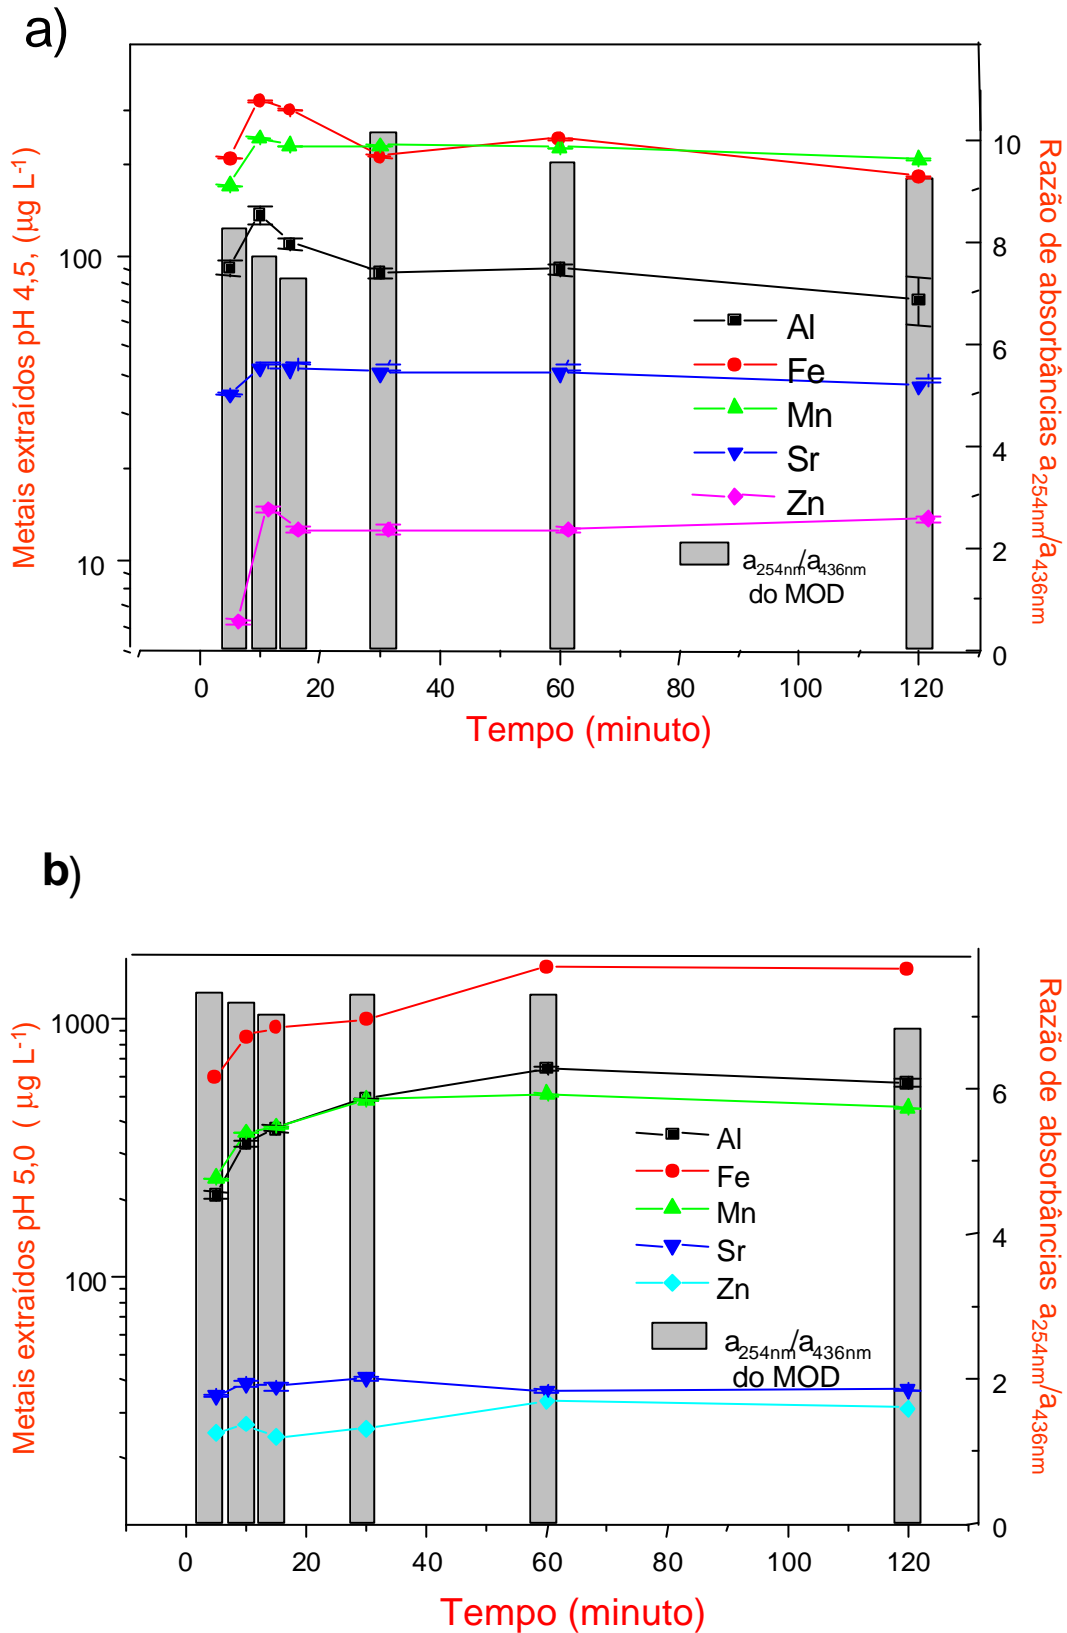 a)
Metais extraídos pH 4,5, (µg L-1)
100
10
10
8
6
4
2
0
Razão de absorbâncias a254nm/a436nm
Al
Fe
Mn
Sr
Zn
a254nm/a436nm
do MOD
0 20 40 60 80 100 120
Tempo (minuto)
b)
Metais extraídos pH 5,0 ( µg L-1)
1000
100
6
4
2
0
Razão de absorbâncias a254nm/a436nm
Al
Fe
Mn
Sr
Zn
a254nm/a436nm
do MOD
0 20 40 60 80 100 120
Tempo (minuto)